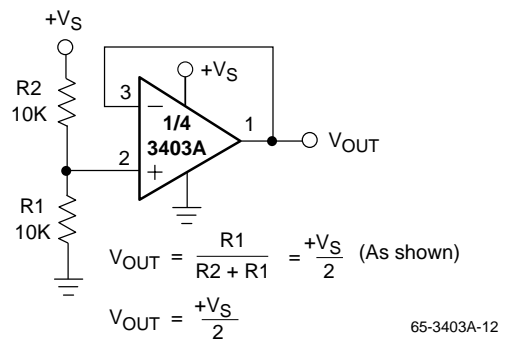 +VS
R2
10K
+VS
3
1/4
3403A
1
VOUT
2
R1
10K
VOUT = R1 / R2 + R1 = +VS / 2 (As shown)
VOUT = +VS / 2
65-3403A-12